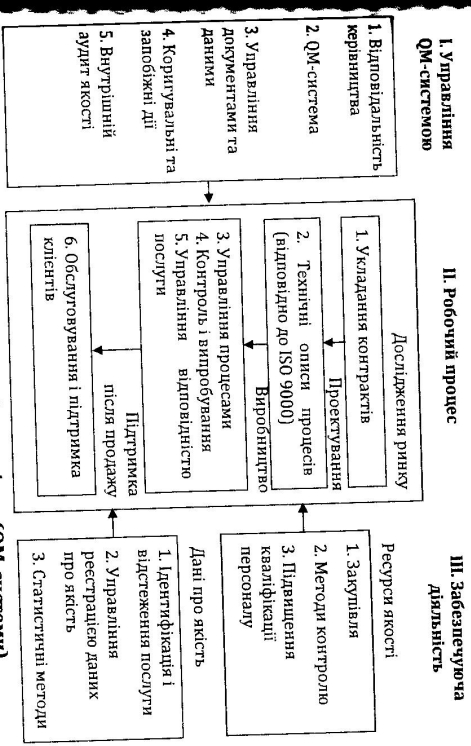 I. Управління
QM-системою
1. Відповідальність
керівництва
2. QM-система
3. Управління
документами та
даними
4. Коригувальні та
запобіжні дії
5. Внутрішній
аудит якості
II. Робочий процес
Дослідження ринку
1. Укладання контрактів
Проектування
2. Технічні описи процесів
(відповідно до ISO 9000)
Виробництво
3. Управління процесами
4. Контроль і випробування
5. Управління відповідністю
послуги
Підтримка
після продажу
6. Обслуговування і підтримка
клієнтів
III. Забезпечуюча
діяльність
Ресурси якості
1. Закупівля
2. Методи контролю
3. Підвищення
кваліфікації
персоналу
Дані про якість
1. Ідентифікація і
відстеження послуги
2. Управління
реєстрацією даних
про якість
3. Статистичні методи
(QM-системи)